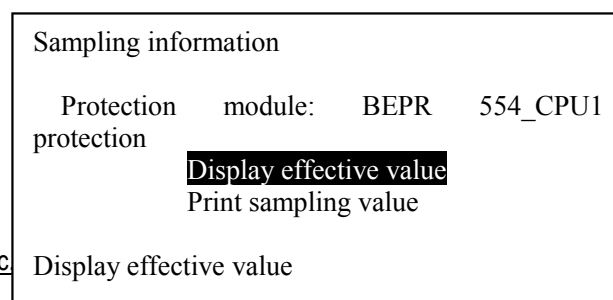 Sampling information
Protection module: BEPR 554_CPU1
protection
Display effective value
Print sampling value
c.
Display effective value